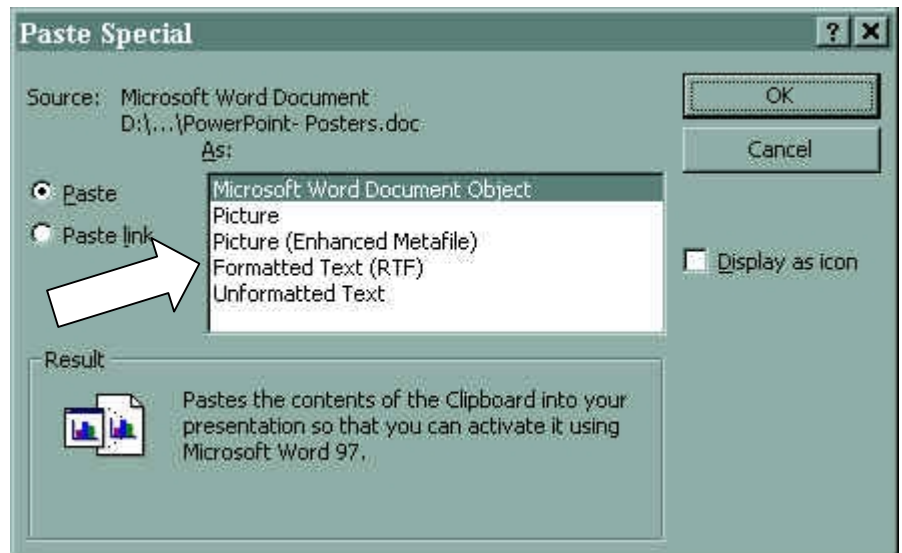 Paste Special
? X
Source: Microsoft Word Document
D:\...\PowerPoint- Posters.doc
As:
OK
Cancel
Paste
Paste link
Microsoft Word Document Object
Picture
Picture (Enhanced Metafile)
Formatted Text (RTF)
Unformatted Text
Display as icon
Result
Pastes the contents of the Clipboard into your
presentation so that you can activate it using
Microsoft Word 97.